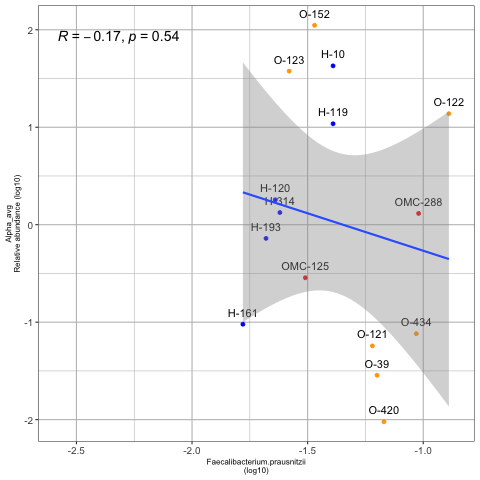 O-152
R = −0.17, p = 0.54
H-10
O-123
H-119
O-122
H-120
H-314
OMC-288
H-193
OMC-125
H-161
O-434
O-121
O-39
O-420
2
1
0
-1
-2
Alpha_avg
Relative abundance (log10)
-2.5 -2.0 -1.5 -1.0
Faecalibacterium.prausnitzii
(log10)